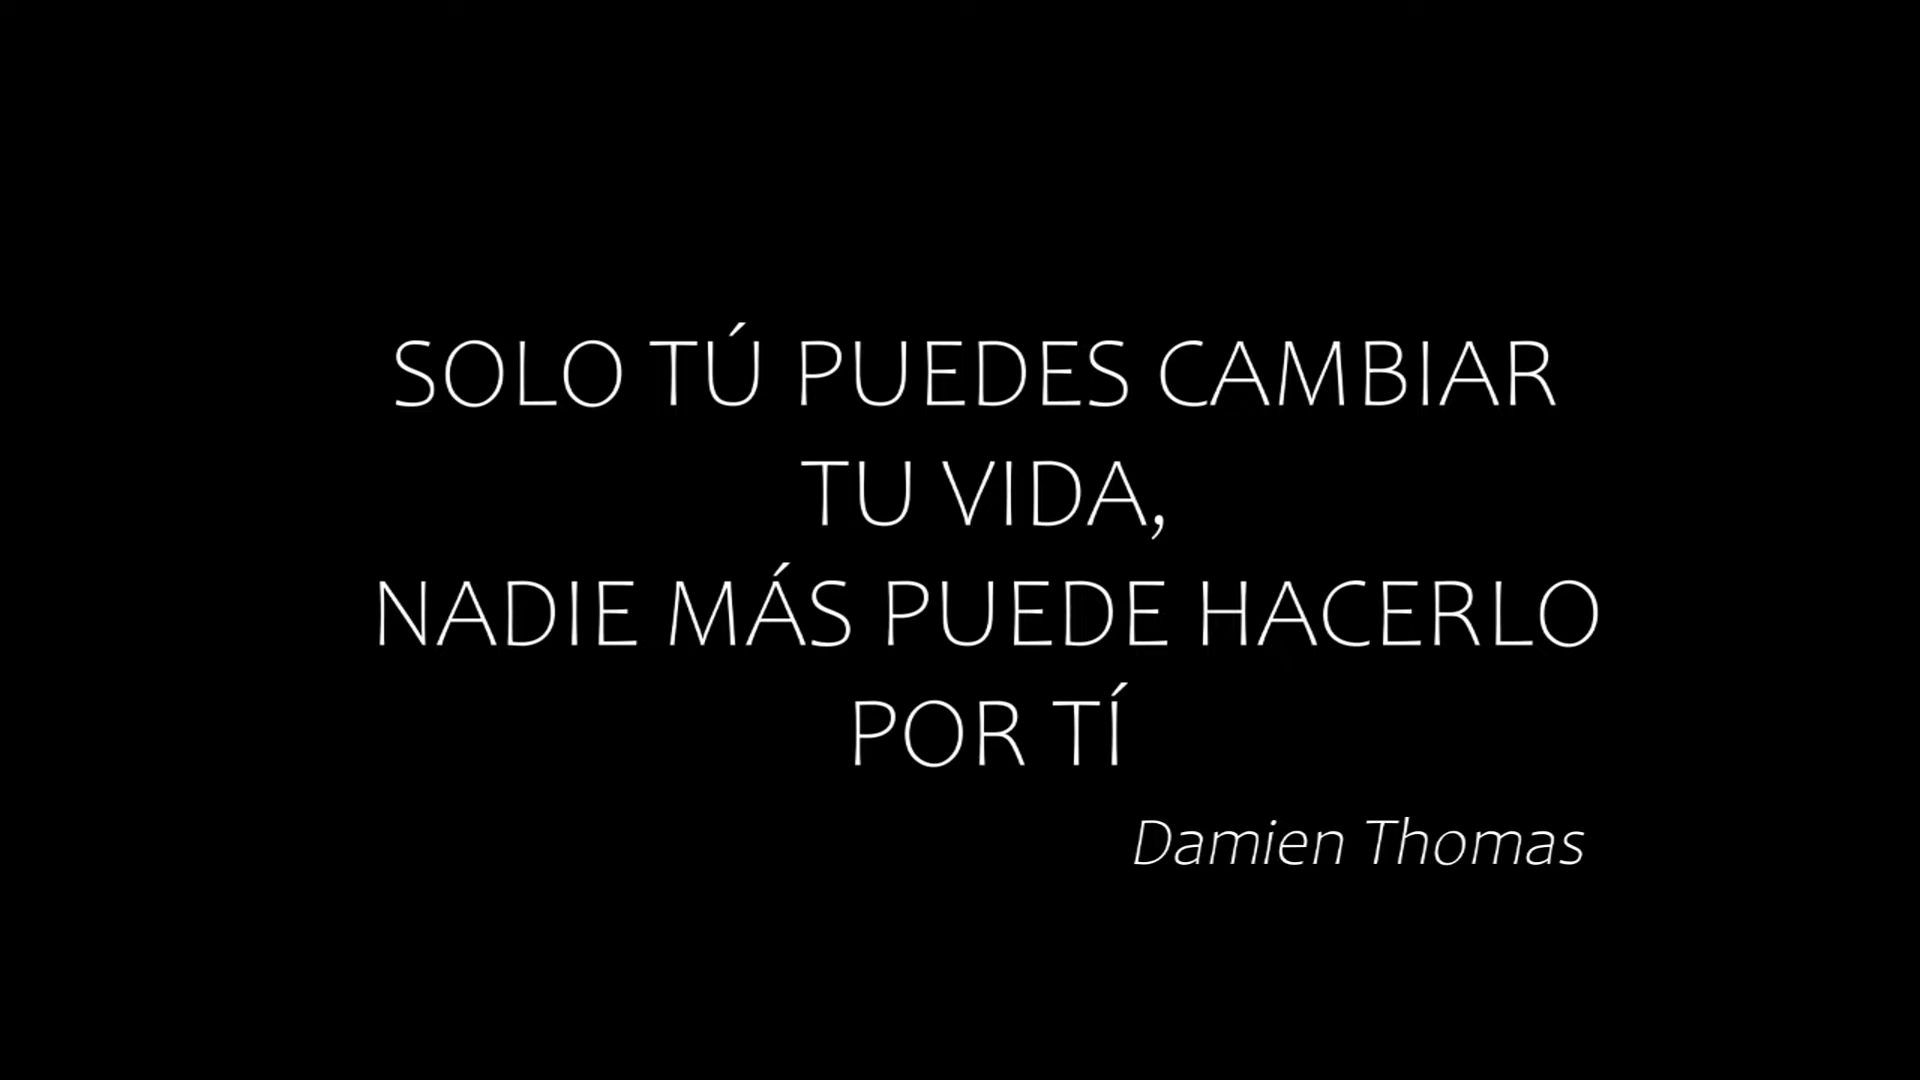 SOLO TÚ PUEDES CAMBIAR
TU VIDA,
NADIE MÁS PUEDE HACERLO
POR TÍ
Damien Thomas